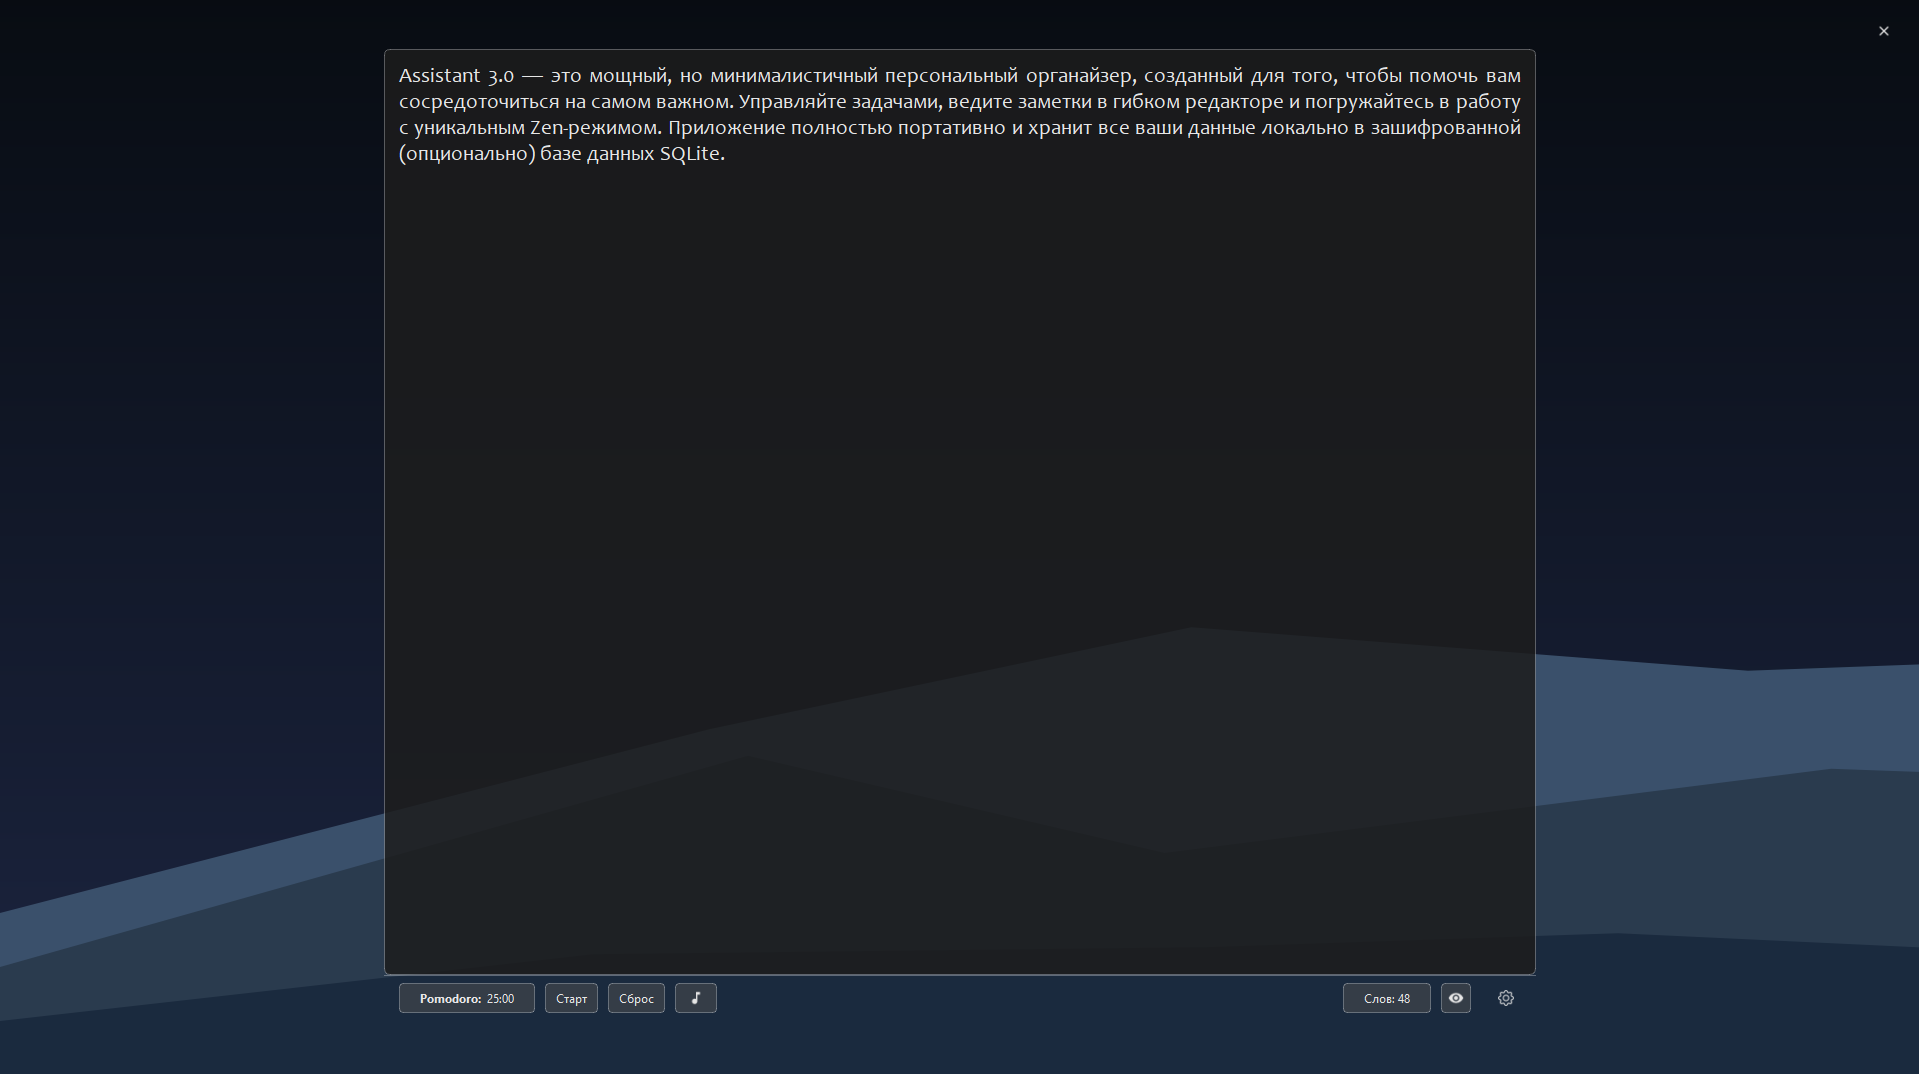 Assistant 3.0 — это мощный, но минималистичный персональный органайзер, созданный для того, чтобы помочь вам
сосредоточиться на самом важном. Управляйте задачами, ведите заметки в гибком редакторе и погружайтесь в работу
с уникальным Zen-режимом. Приложение полностью портативно и хранит все ваши данные локально в зашифрованной
(опционально) базе данных SQLite.
Pomodoro: 25:00 Старт Сброс Слов: 48